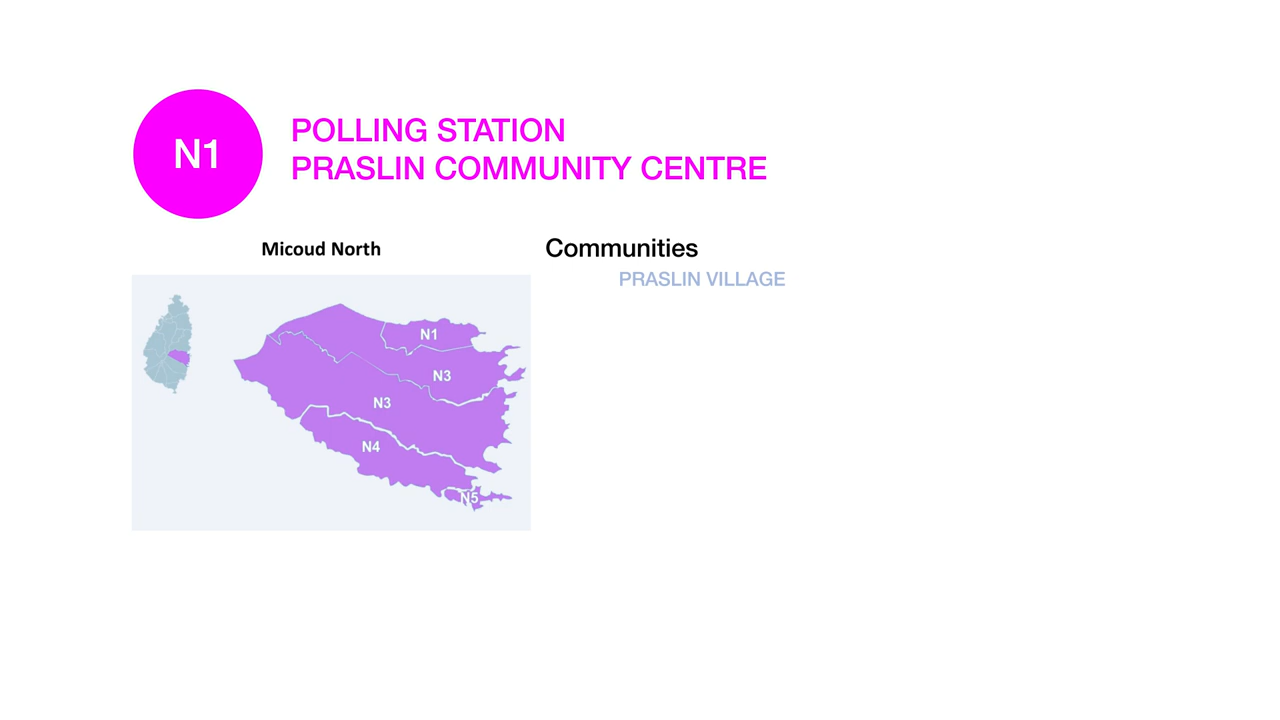 N1
POLLING STATION
PRASLIN COMMUNITY CENTRE
Micoud North
Communities
PRASLIN VILLAGE
N1
N3
N3
N4
N5